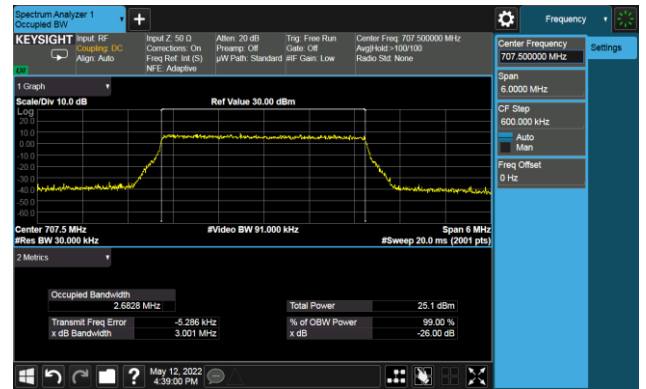 Spectrum Analyzer 1
Occupied BW
Frequency
KEYSIGHT Input: RF Input Z: 50 Ω Atten: 20 dB Trig: Free Run Center Freq: 707.500000 MHz
Coupling: DC Corrections: On Preamp: Off Gate: Off Avg|Hold:>100/100
Align: Auto Freq Ref: Int (S) µW Path: Standard #IF Gain: Low Radio Std: None
NFE: Adaptive
LXI
Center Frequency
707.500000 MHz
Settings
Span
6.0000 MHz
CF Step
600.000 kHz
Auto
Man
Freq Offset
0 Hz
1 Graph
Scale/Div 10.0 dB Ref Value 30.00 dBm
Log
20.0
10.0
0.00
-10.0
-20.0
-30.0
-40.0
-50.0
-60.0
Center 707.5 MHz #Video BW 91.000 kHz Span 6 MHz
#Res BW 30.000 kHz #Sweep 20.0 ms (2001 pts)
2 Metrics
Occupied Bandwidth
2.6828 MHz Total Power 25.1 dBm
Transmit Freq Error -5.286 kHz % of OBW Power 99.00 %
x dB Bandwidth 3.001 MHz x dB -26.00 dB
May 12, 2022
4:39:00 PM